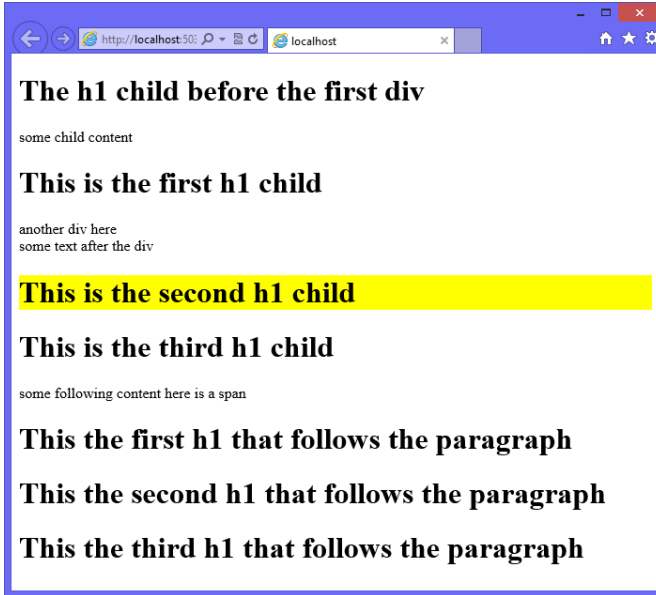 http://localhost:503
localhost
The h1 child before the first div
some child content
This is the first h1 child
another div here
some text after the div
This is the second h1 child
This is the third h1 child
some following content here is a span
This the first h1 that follows the paragraph
This the second h1 that follows the paragraph
This the third h1 that follows the paragraph